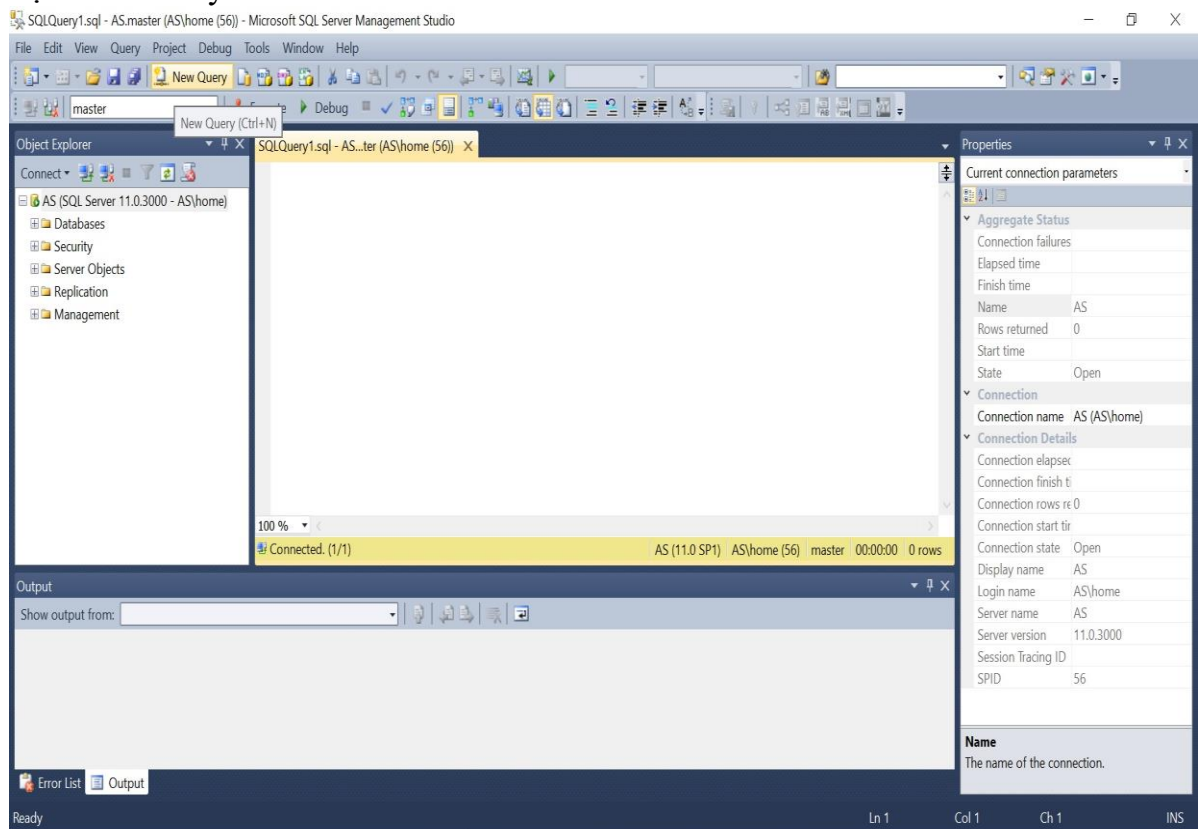 SQLQuery1.sql - AS.master (AS\home (56)) - Microsoft SQL Server Management Studio
File Edit View Query Project Debug Tools Window Help
New Query
master
Debug
New Query (Ctrl+N)
Object Explorer
Connect
AS (SQL Server 11.0.3000 - AS\home)
Databases
Security
Server Objects
Replication
Management
SQLQuery1.sql - AS...ter (AS\home (56)) X
100 %
Connected. (1/1)
AS (11.0 SP1) AS\home (56) master 00:00:00 0 rows
Output
Show output from:
Error List Output
Properties
Current connection parameters
Aggregate Status
Connection failures
Elapsed time
Finish time
Name AS
Rows returned 0
Start time
State Open
Connection
Connection name AS (AS\home)
Connection Details
Connection elapsec
Connection finish ti
Connection rows re 0
Connection start tir
Connection state Open
Display name AS
Login name AS\home
Server name AS
Server version 11.0.3000
Session Tracing ID
SPID 56
Name
The name of the connection.
Ready
Ln 1 Col 1 Ch 1 INS